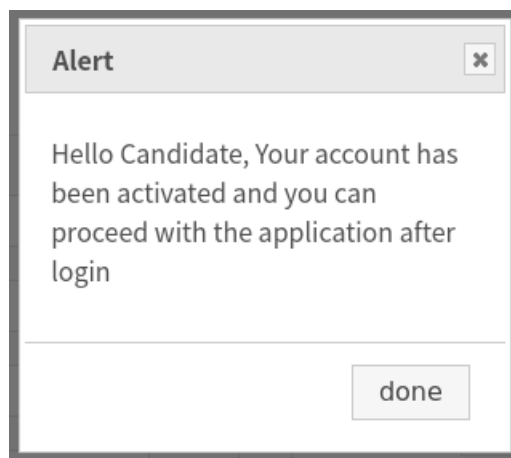 Alert
Hello Candidate, Your account has
been activated and you can
proceed with the application after
login
done